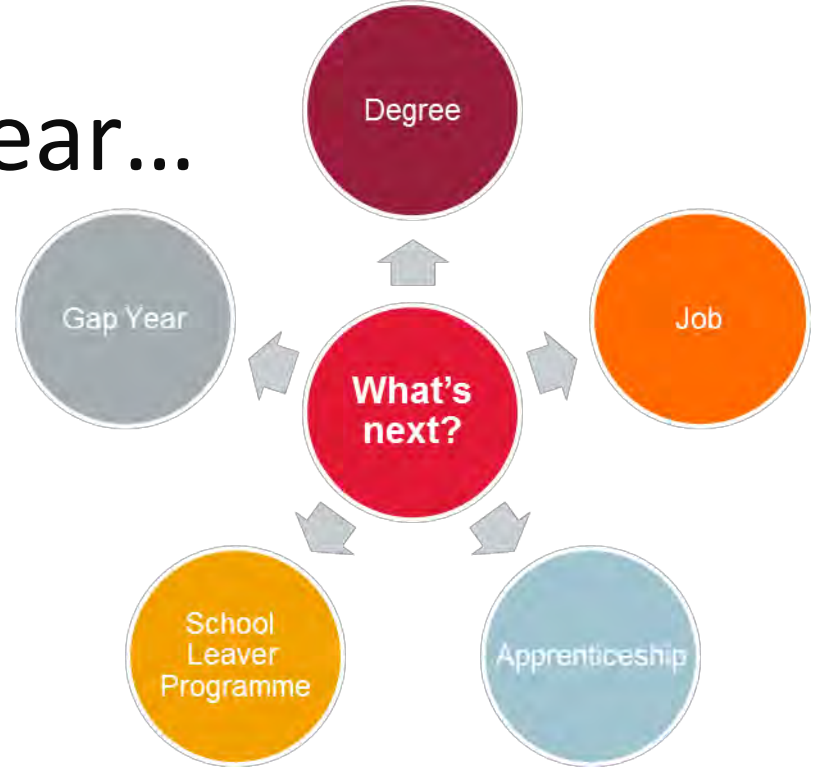 ear...
Degree
Gap Year
Job
What's
next?
School
Leaver
Programme
Apprenticeship